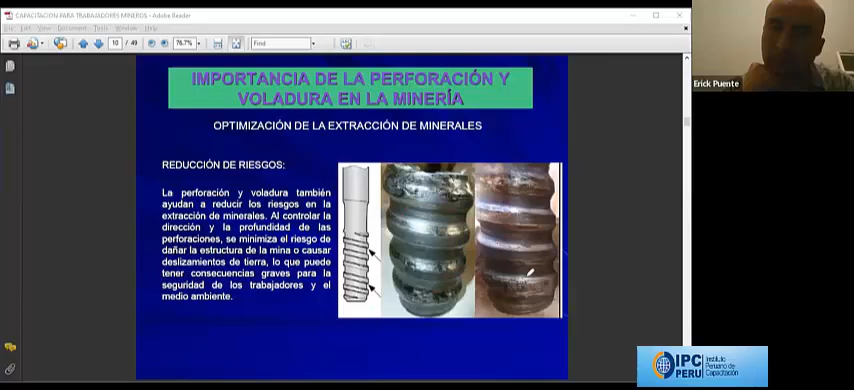 CAPACITACION PARA TRABAJADORES MINEROS - Adobe Reader
File Edit View Document Tools Window Help
10 / 49
76.7%
Find
Erick Puente
IMPORTANCIA DE LA PERFORACIÓN Y
VOLADURA EN LA MINERÍA
OPTIMIZACIÓN DE LA EXTRACCIÓN DE MINERALES
REDUCCIÓN DE RIESGOS:
La perforación y voladura también
ayudan a reducir los riesgos en la
extracción de minerales. Al controlar la
dirección y la profundidad de las
perforaciones, se minimiza el riesgo de
dañar la estructura de la mina o causar
deslizamientos de tierra, lo que puede
tener consecuencias graves para la
seguridad de los trabajadores y el
medio ambiente.
IPC
PERU
Instituto
Peruano de
Capacitación